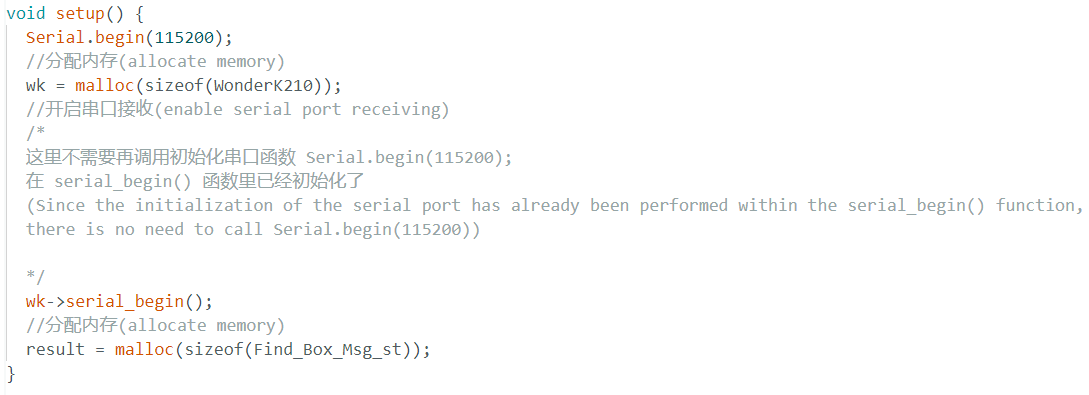 void setup() {
Serial.begin(115200);
//分配内存(allocate memory)
wk = malloc(sizeof(WonderK210));
//开启串口接收(enable serial port receiving)
/*
这里不需要再调用初始化串口函数 Serial.begin(115200);
在 serial_begin() 函数里已经初始化了
(Since the initialization of the serial port has already been performed within the serial_begin() function,
there is no need to call Serial.begin(115200))
*/
wk->serial_begin();
//分配内存(allocate memory)
result = malloc(sizeof(Find_Box_Msg_st));
}